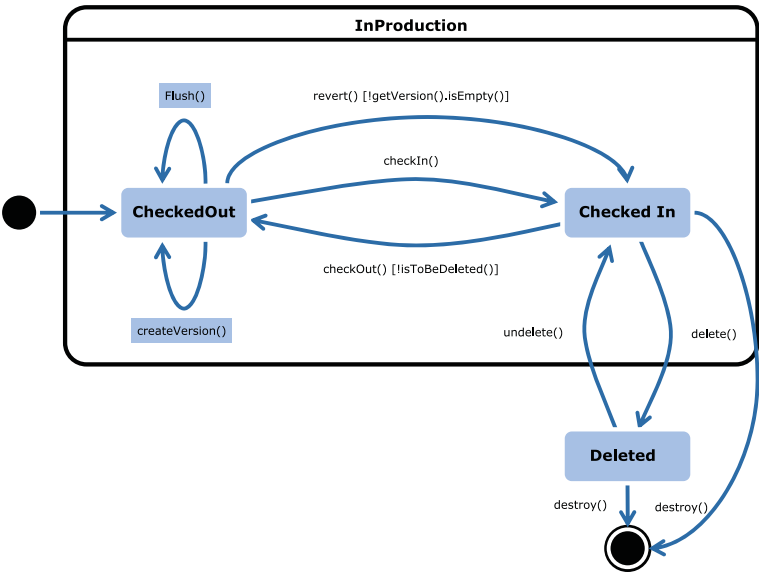 InProduction
Flush()
revert() [!getVersion().isEmpty()]
checkIn()
CheckedOut
Checked In
checkOut() [!isToBeDeleted()]
createVersion()
undelete()
delete()
Deleted
destroy()
destroy()